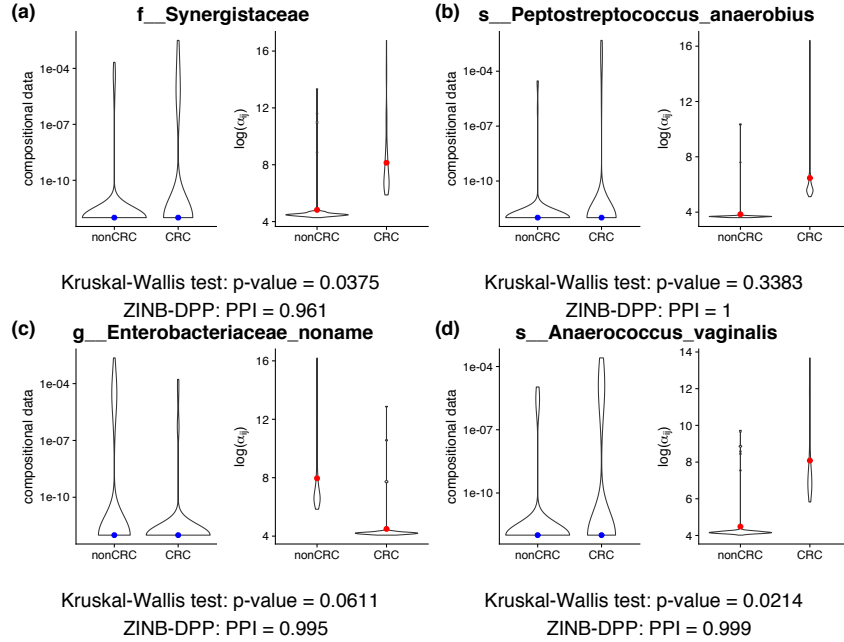 (a)
f__Synergistaceae
compositional data
1e-04
1e-07
1e-10
nonCRC CRC
log(αij)
16
12
8
4
nonCRC CRC
Kruskal-Wallis test: p-value = 0.0375
ZINB-DPP: PPI = 0.961
(b)
s__Peptostreptococcus_anaerobius
compositional data
1e-04
1e-07
1e-10
nonCRC CRC
log(αij)
16
12
8
4
nonCRC CRC
Kruskal-Wallis test: p-value = 0.3383
ZINB-DPP: PPI = 1
(c)
g__Enterobacteriaceae_noname
compositional data
1e-04
1e-07
1e-10
nonCRC CRC
log(αij)
16
12
8
4
nonCRC CRC
Kruskal-Wallis test: p-value = 0.0611
ZINB-DPP: PPI = 0.995
(d)
s__Anaerococcus_vaginalis
compositional data
1e-04
1e-07
1e-10
nonCRC CRC
log(αij)
14
12
10
8
6
4
nonCRC CRC
Kruskal-Wallis test: p-value = 0.0214
ZINB-DPP: PPI = 0.999